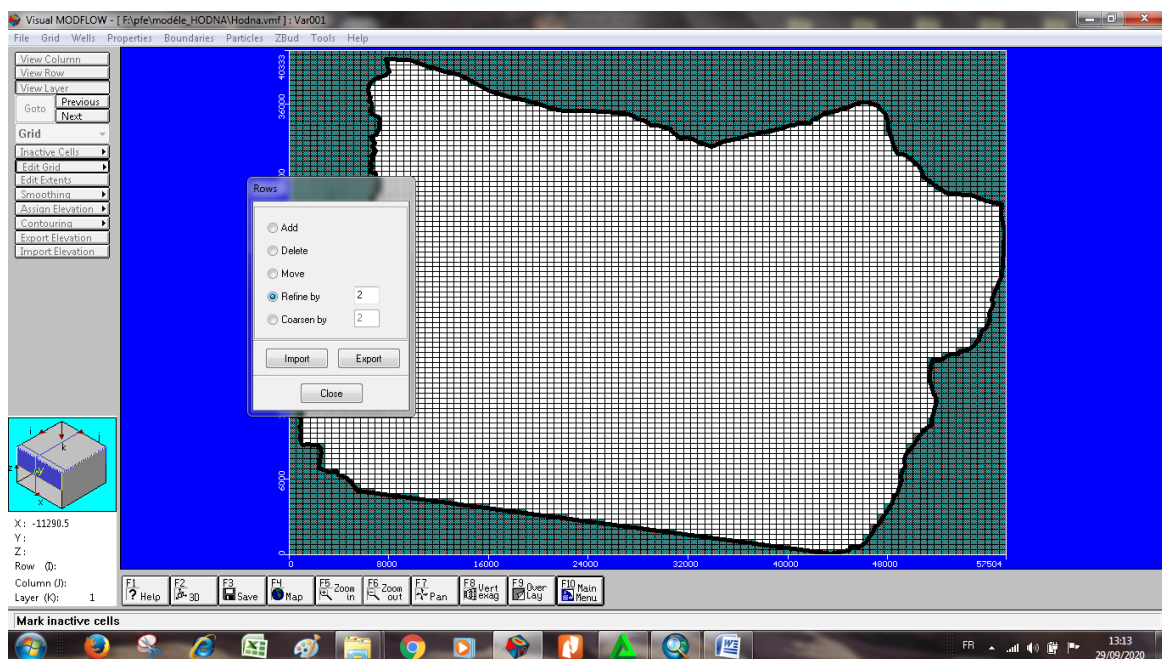 Visual MODFLOW - [ F:\pfe\modéle_HODNA\Hodna.vmf ] : Var001
File Grid Wells Properties Boundaries Particles ZBud Tools Help
View Column
View Row
View Layer
Goto
Previous
Next
Grid
Inactive Cells
Edit Grid
Edit Extents
Smoothing
Assign Elevation
Contouring
Export Elevation
Import Elevation
40333
36000
6000
0
Rows
Add
Delete
Move
Refine by 2
Coarsen by 2
Import Export
Close
0 8000 16000 24000 32000 40000 48000 57504
i
j
k
z
x
X : -11290.5
Y :
Z :
Row (I):
Column (J):
Layer (K): 1
F1 ? Help
F2 3D
F3 Save
F4 Map
F5 Zoom in
F6 Zoom out
F7 Pan
F8 Vert exag
F9 Over Lay
F10 Main Menu
Mark inactive cells
FR
13:13
29/09/2020